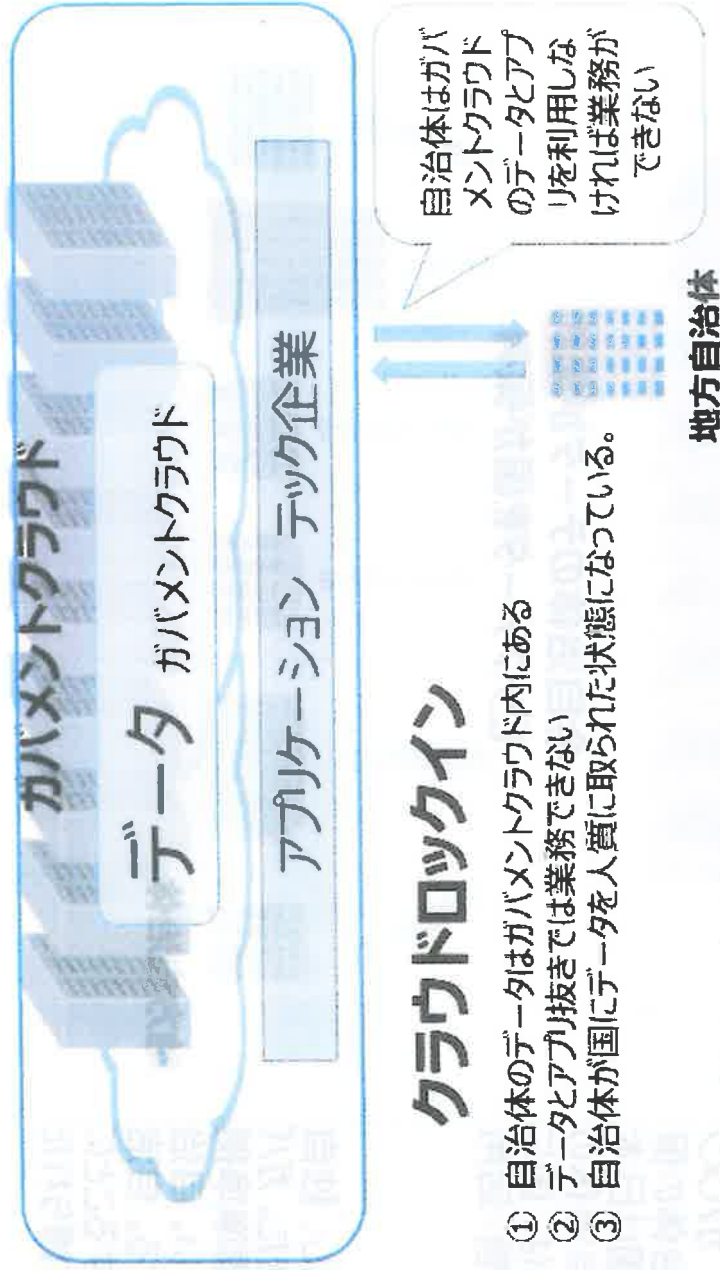 ガバメントクラウド
データ ガバメントクラウド
アプリケーション テック企業
クラウドロックイン
① 自治体のデータはガバメントクラウド内にある
② データとアプリ抜きでは業務できない
③ 自治体が国にデータを人質に取られた状態になっている。
自治体はガバ
メントクラウド
のデータとアプ
リを利用しな
ければ業務が
できない
地方自治体